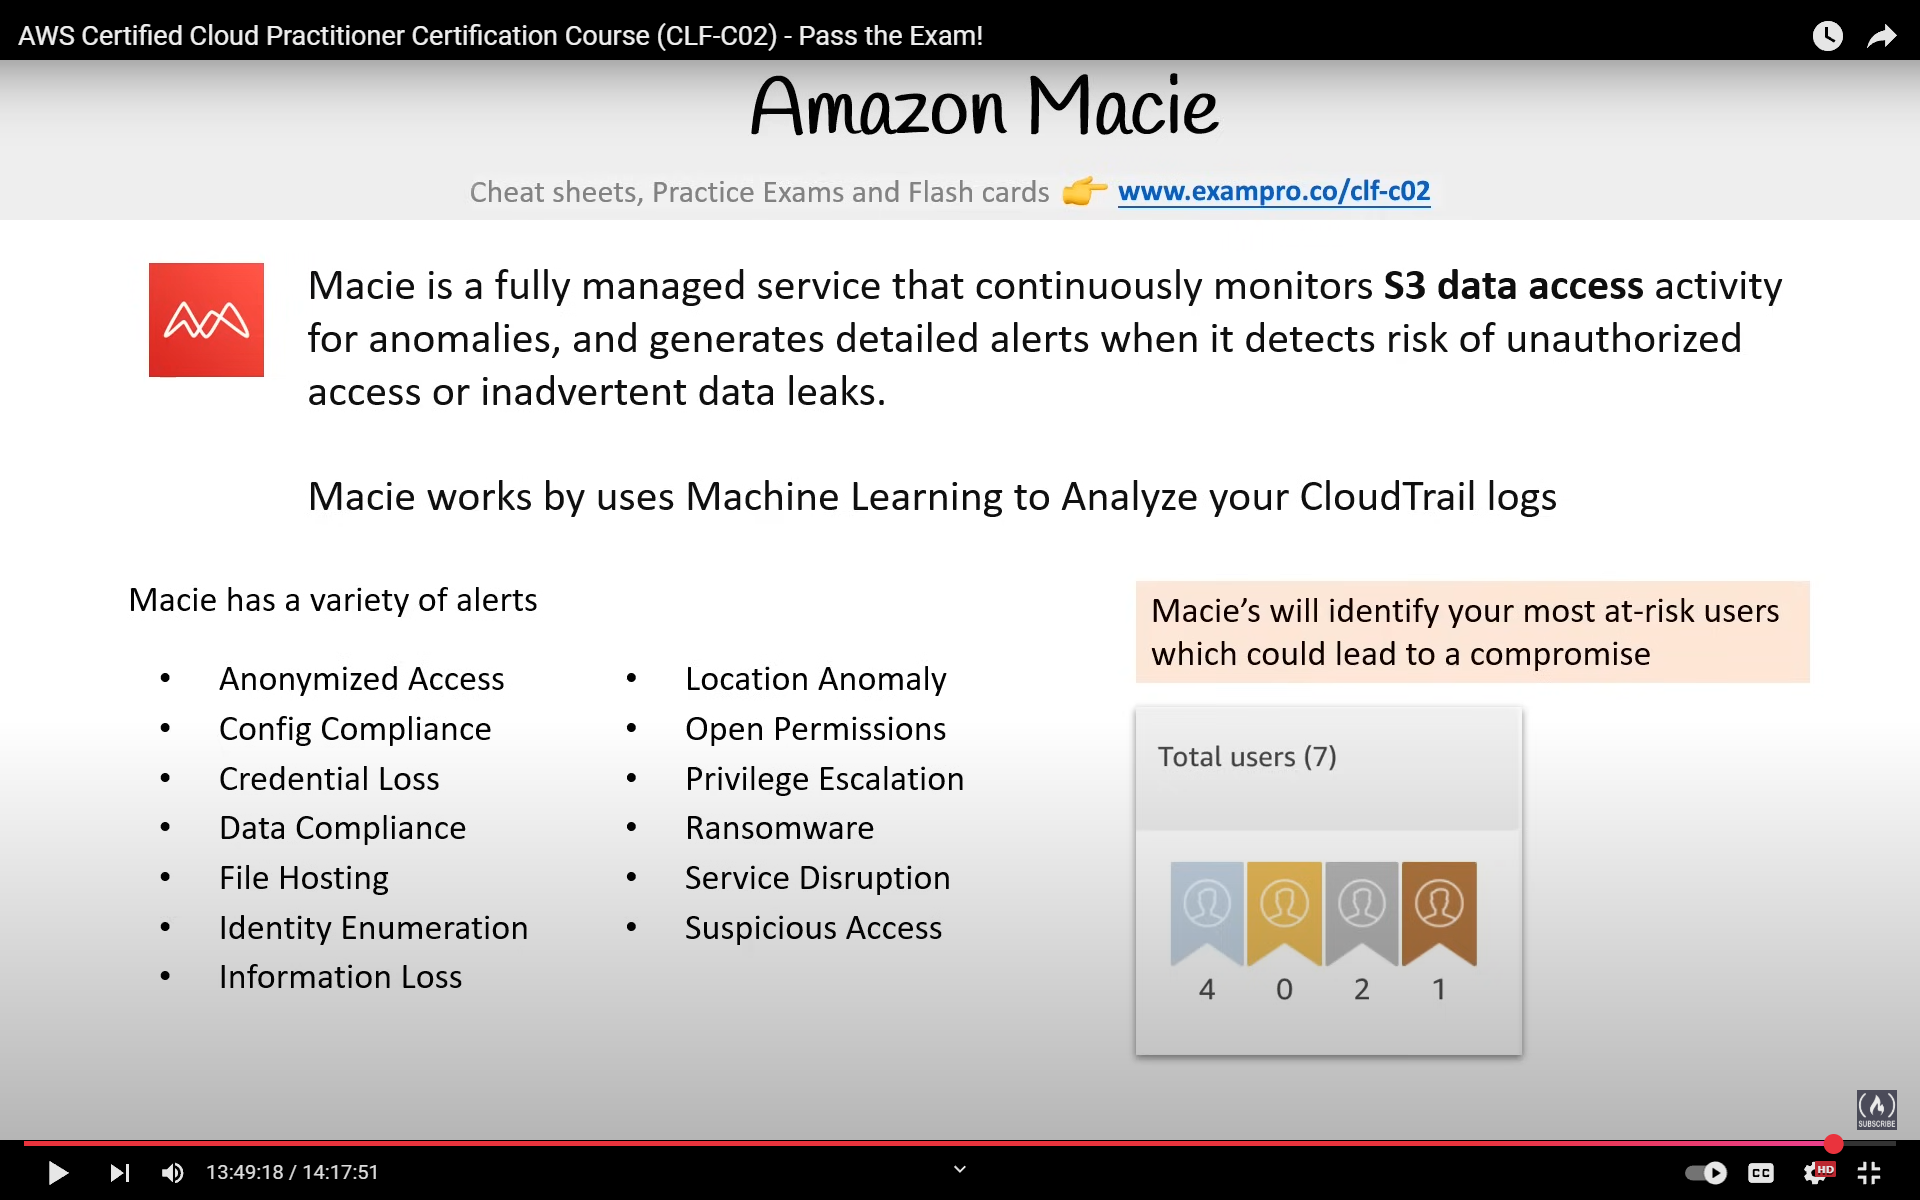 AWS Certified Cloud Practitioner Certification Course (CLF-C02) - Pass the Exam!
Amazon Macie
Cheat sheets, Practice Exams and Flash cards 👉 www.exampro.co/clf-c02
Macie is a fully managed service that continuously monitors S3 data access activity
for anomalies, and generates detailed alerts when it detects risk of unauthorized
access or inadvertent data leaks.
Macie works by uses Machine Learning to Analyze your CloudTrail logs
Macie has a variety of alerts
• Anonymized Access
• Config Compliance
• Credential Loss
• Data Compliance
• File Hosting
• Identity Enumeration
• Information Loss
• Location Anomaly
• Open Permissions
• Privilege Escalation
• Ransomware
• Service Disruption
• Suspicious Access
Macie’s will identify your most at-risk users
which could lead to a compromise
Total users (7)
4 0 2 1
SUBSCRIBE
13:49:18 / 14:17:51
CC
HD